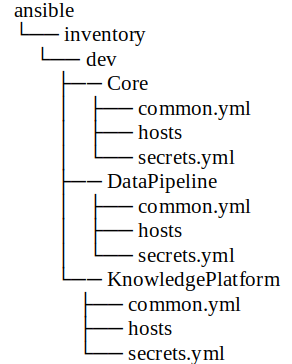 ansible
└── inventory
    └── dev
        ├── Core
        │   ├── common.yml
        │   ├── hosts
        │   └── secrets.yml
        ├── DataPipeline
        │   ├── common.yml
        │   ├── hosts
        │   └── secrets.yml
        └── KnowledgePlatform
            ├── common.yml
            ├── hosts
            └── secrets.yml